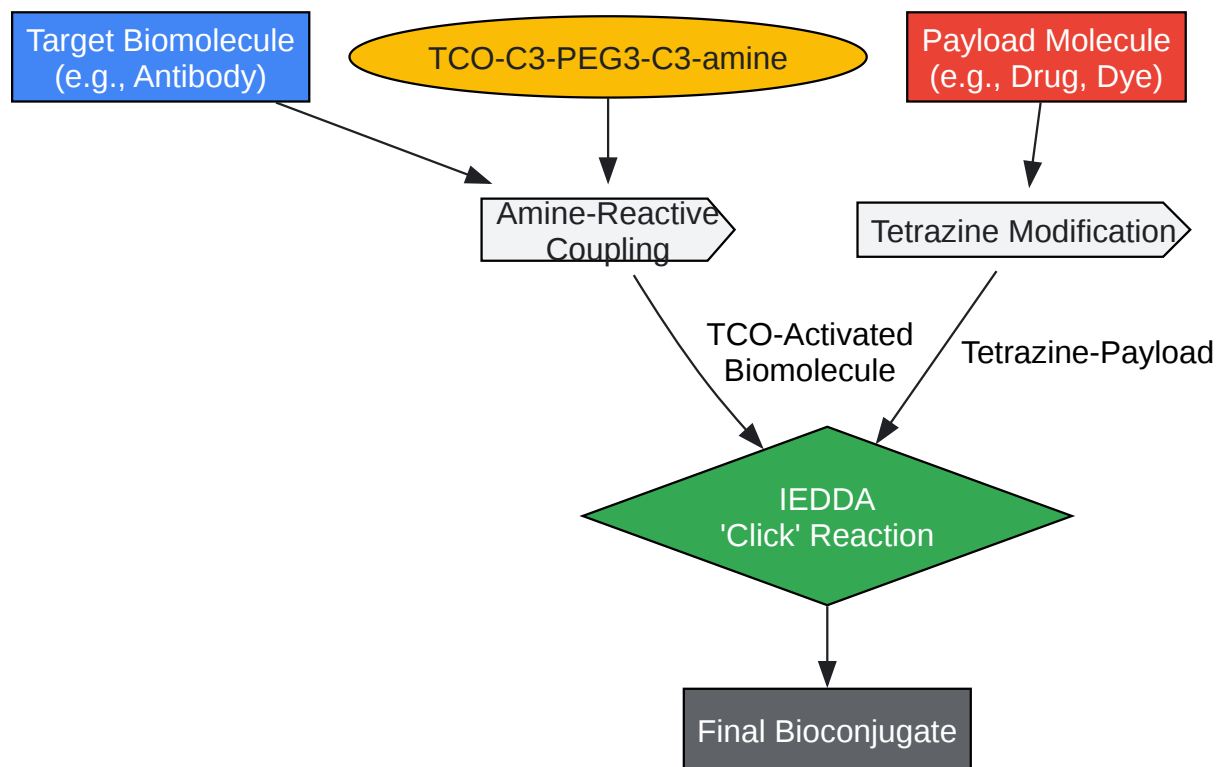 Target Biomolecule
(e.g., Antibody)
TCO-C3-PEG3-C3-amine
Payload Molecule
(e.g., Drug, Dye)
Amine-Reactive
Coupling
Tetrazine Modification
TCO-Activated
Biomolecule
Tetrazine-Payload
IEDDA
'Click' Reaction
Final Bioconjugate